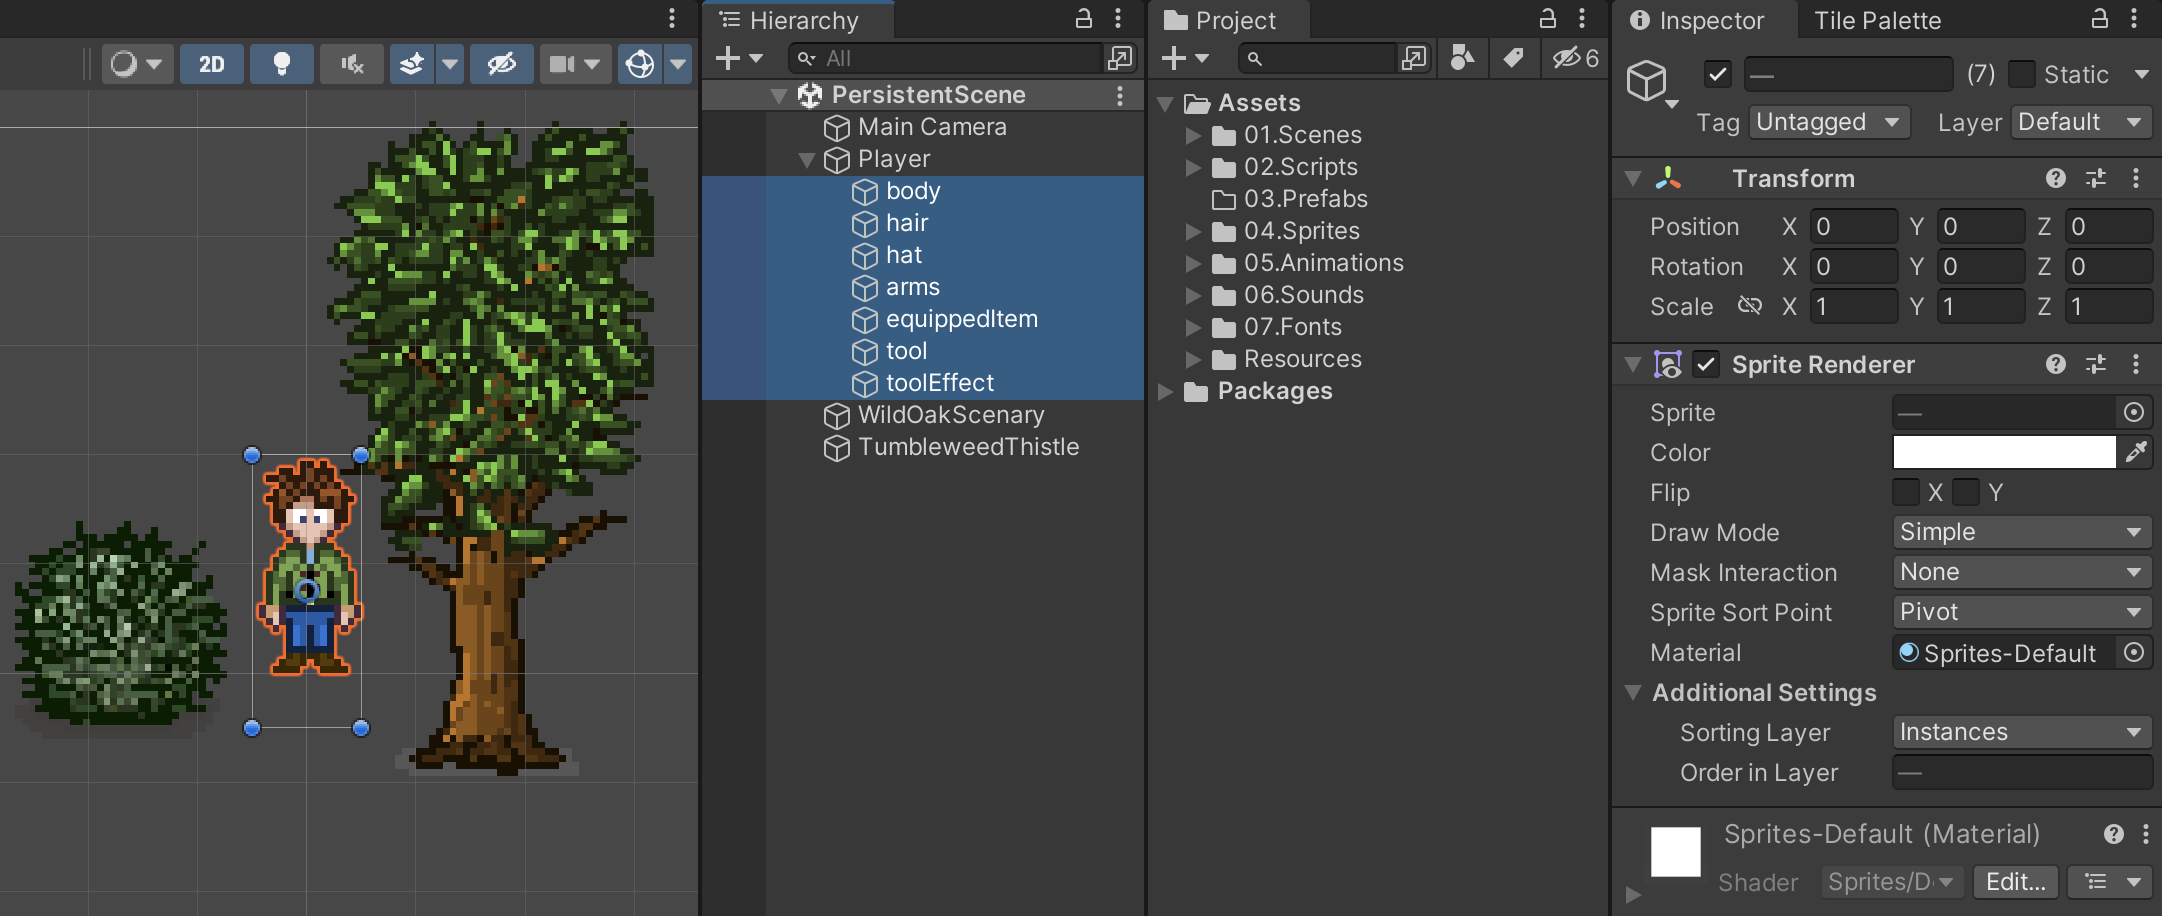 2D
Hierarchy
All
PersistentScene
Main Camera
Player
body
hair
hat
arms
equippedItem
tool
toolEffect
WildOakScenary
TumbleweedThistle
Project
6
Assets
01.Scenes
02.Scripts
03.Prefabs
04.Sprites
05.Animations
06.Sounds
07.Fonts
Resources
Packages
Inspector Tile Palette
— (7) Static
Tag Untagged Layer Default
Transform
Position X 0 Y 0 Z 0
Rotation X 0 Y 0 Z 0
Scale X 1 Y 1 Z 1
Sprite Renderer
Sprite —
Color
Flip X Y
Draw Mode Simple
Mask Interaction None
Sprite Sort Point Pivot
Material Sprites-Default
Additional Settings
Sorting Layer Instances
Order in Layer —
Sprites-Default (Material)
Shader Sprites/D Edit...